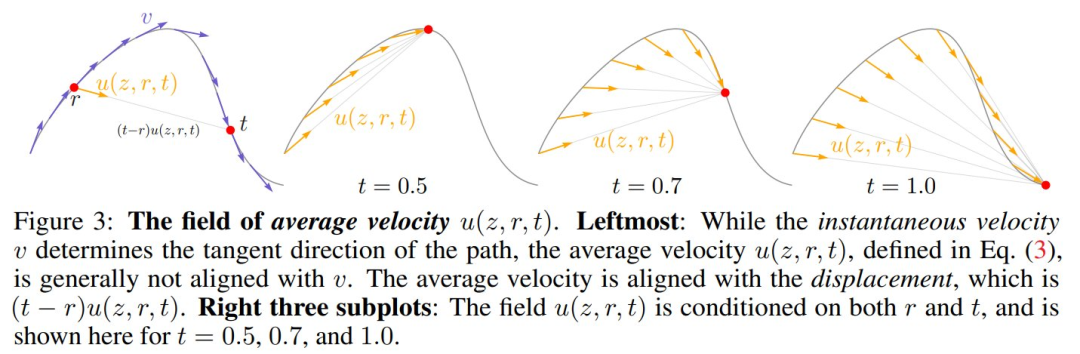 v
u(z, r, t)
r
(t−r)u(z, r, t)
t
u(z, r, t)
t = 0.5
u(z, r, t)
t = 0.7
u(z, r, t)
t = 1.0
Figure 3: The field of average velocity u(z, r, t). Leftmost: While the instantaneous velocity
v determines the tangent direction of the path, the average velocity u(z, r, t), defined in Eq. (3),
is generally not aligned with v. The average velocity is aligned with the displacement, which is
(t − r)u(z, r, t). Right three subplots: The field u(z, r, t) is conditioned on both r and t, and is
shown here for t = 0.5, 0.7, and 1.0.